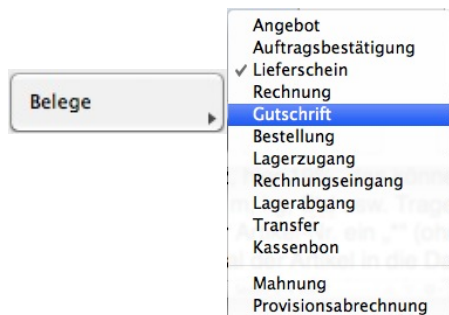 Belege
Angebot
Auftragsbestätigung
✓ Lieferschein
Rechnung
Gutschrift
Bestellung
Lagerzugang
Rechnungseingang
Lagerabgang
Transfer
Kassenbon
Mahnung
Provisionsabrechnung